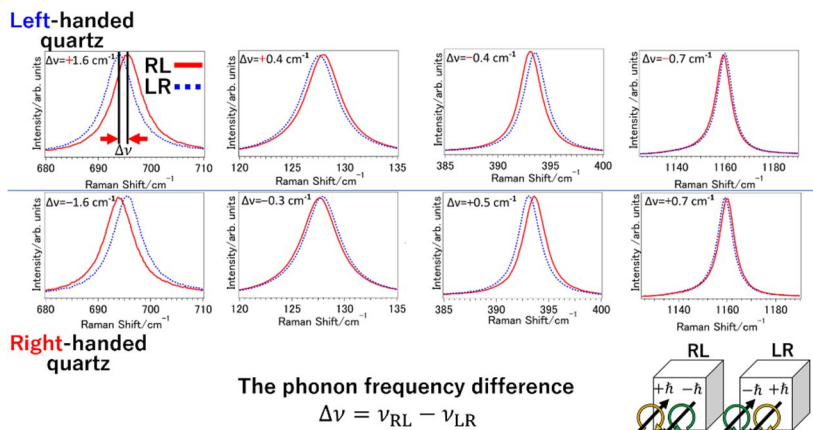 Left-handed
quartz
Δν=+1.6 cm⁻¹
RL
LR
Δν
Intensity/arb. units
680 690 700 710
Raman Shift/cm⁻¹
Δν=+0.4 cm⁻¹
Intensity/arb. units
120 125 130 135
Raman Shift/cm⁻¹
Δν=−0.4 cm⁻¹
Intensity/arb. units
385 390 395 400
Raman Shift/cm⁻¹
Δν=−0.7 cm⁻¹
Intensity/arb. units
1140 1160 1180
Raman Shift/cm⁻¹
Δν=−1.6 cm⁻¹
Intensity/arb. units
680 690 700 710
Raman Shift/cm⁻¹
Δν=−0.3 cm⁻¹
Intensity/arb. units
120 125 130 135
Raman Shift/cm⁻¹
Δν=+0.5 cm⁻¹
Intensity/arb. units
385 390 395 400
Raman Shift/cm⁻¹
Δν=+0.7 cm⁻¹
Intensity/arb. units
1140 1160 1180
Raman Shift/cm⁻¹
Right-handed
quartz
The phonon frequency difference
Δν = ν_RL − ν_LR
RL LR
+ℏ −ℏ −ℏ +ℏ